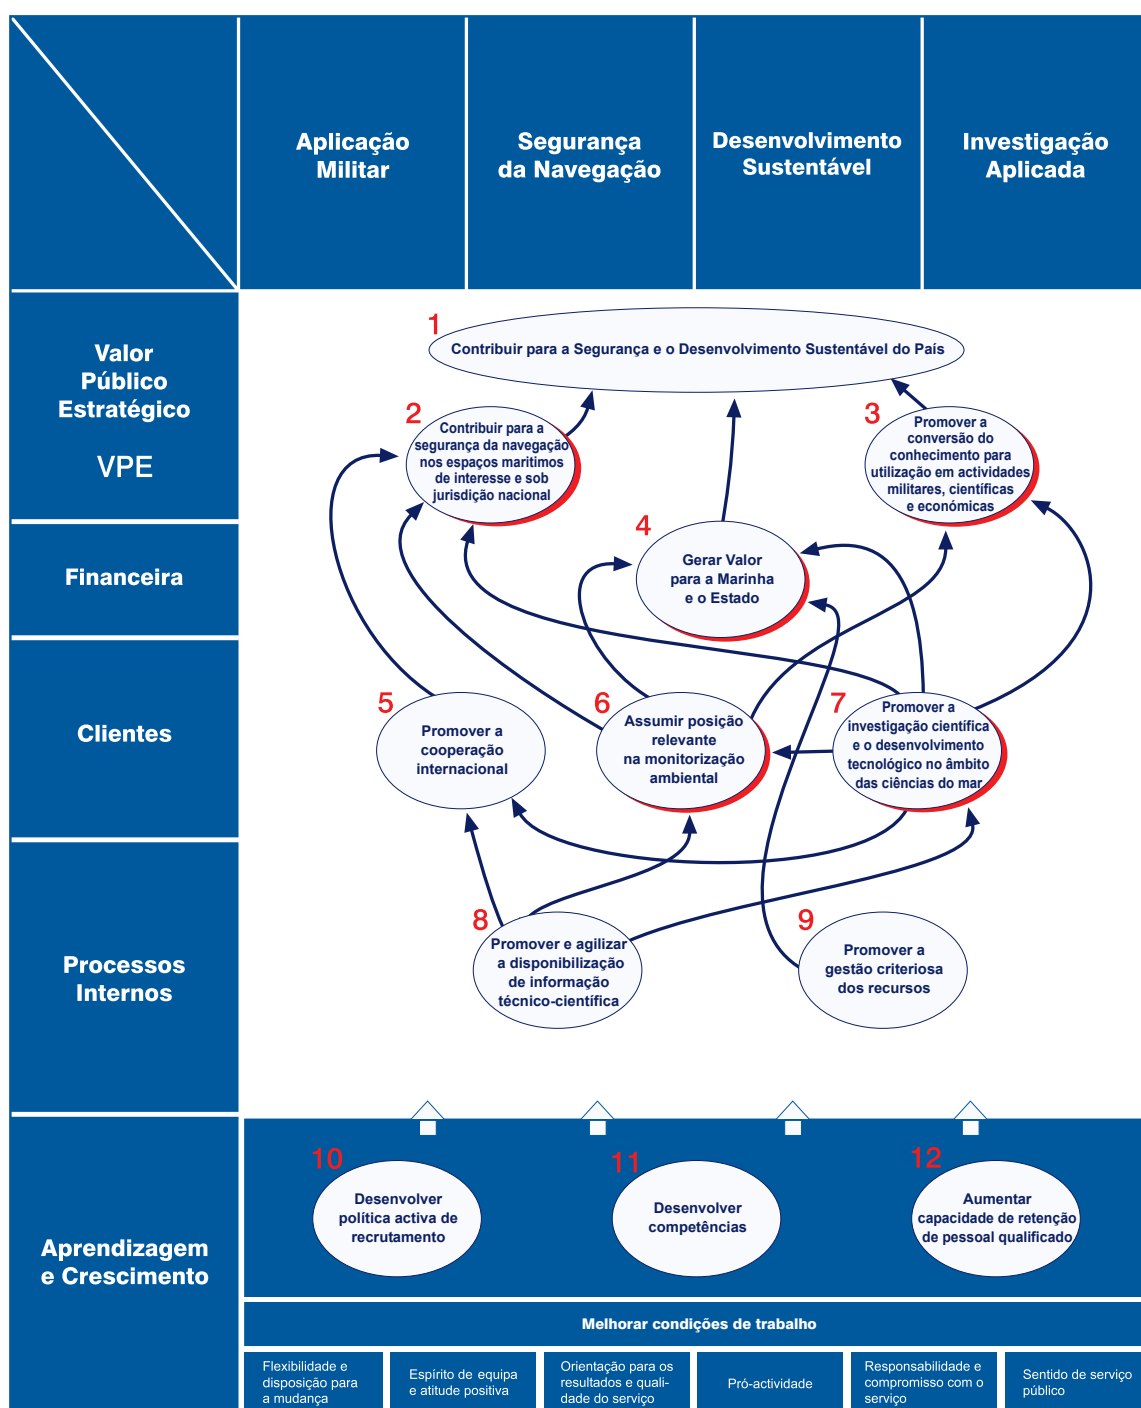 Aplicação
Militar
Segurança
da Navegação
Desenvolvimento
Sustentável
Investigação
Aplicada
Valor
Público
Estratégico
VPE
1
Contribuir para a Segurança e o Desenvolvimento Sustentável do País
2
Contribuir para a
segurança da navegação
nos espaços maritimos
de interesse e sob
jurisdição nacional
3
Promover a
conversão do
conhecimento para
utilização em actividades
militares, científicas
e económicas
Financeira
4
Gerar Valor
para a Marinha
e o Estado
Clientes
5
Promover a
cooperação
internacional
6
Assumir posição
relevante
na monitorização
ambiental
7
Promover a
investigação científica
e o desenvolvimento
tecnológico no âmbito
das ciências do mar
Processos
Internos
8
Promover e agilizar
a disponibilização
de informação
técnico-científica
9
Promover a
gestão criteriosa
dos recursos
Aprendizagem
e Crescimento
10
Desenvolver
política activa de
recrutamento
11
Desenvolver
competências
12
Aumentar
capacidade de retenção
de pessoal qualificado
Melhorar condições de trabalho
Flexibilidade e
disposição para
a mudança
Espírito de equipa
e atitude positiva
Orientação para os
resultados e quali-
dade do serviço
Pró-actividade
Responsabilidade e
compromisso com o
serviço
Sentido de serviço
público